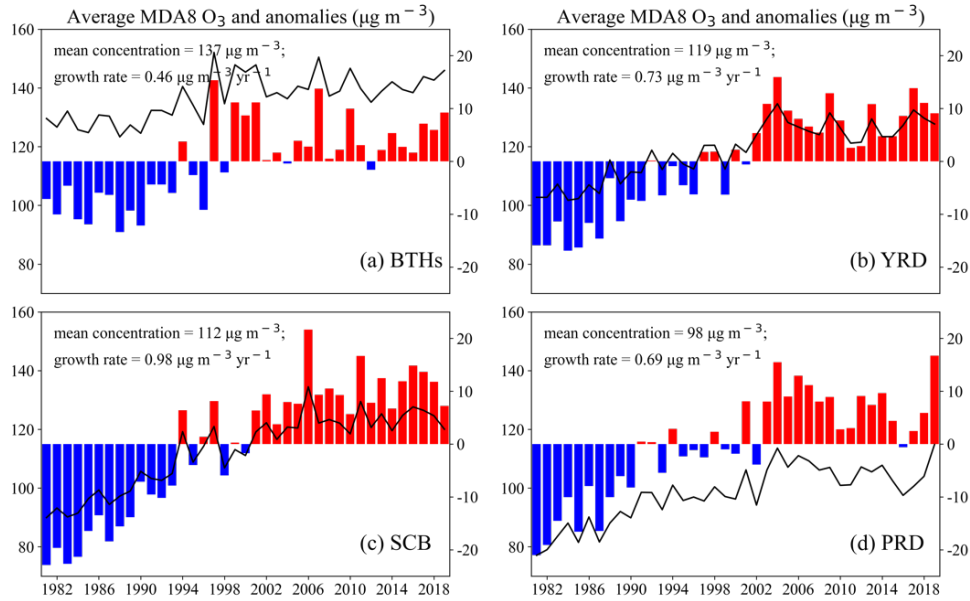 Average MDA8 O₃ and anomalies (μg m⁻³)
Average MDA8 O₃ and anomalies (μg m⁻³)
160
140
120
100
80
mean concentration = 137 μg m⁻³;
growth rate = 0.46 μg m⁻³ yr⁻¹
(a) BTHs
20
10
0
-10
-20
160
140
120
100
80
mean concentration = 119 μg m⁻³;
growth rate = 0.73 μg m⁻³ yr⁻¹
(b) YRD
20
10
0
-10
-20
160
140
120
100
80
mean concentration = 112 μg m⁻³;
growth rate = 0.98 μg m⁻³ yr⁻¹
(c) SCB
20
10
0
-10
-20
1982 1986 1990 1994 1998 2002 2006 2010 2014 2018
160
140
120
100
80
mean concentration = 98 μg m⁻³;
growth rate = 0.69 μg m⁻³ yr⁻¹
(d) PRD
20
10
0
-10
-20
1982 1986 1990 1994 1998 2002 2006 2010 2014 2018